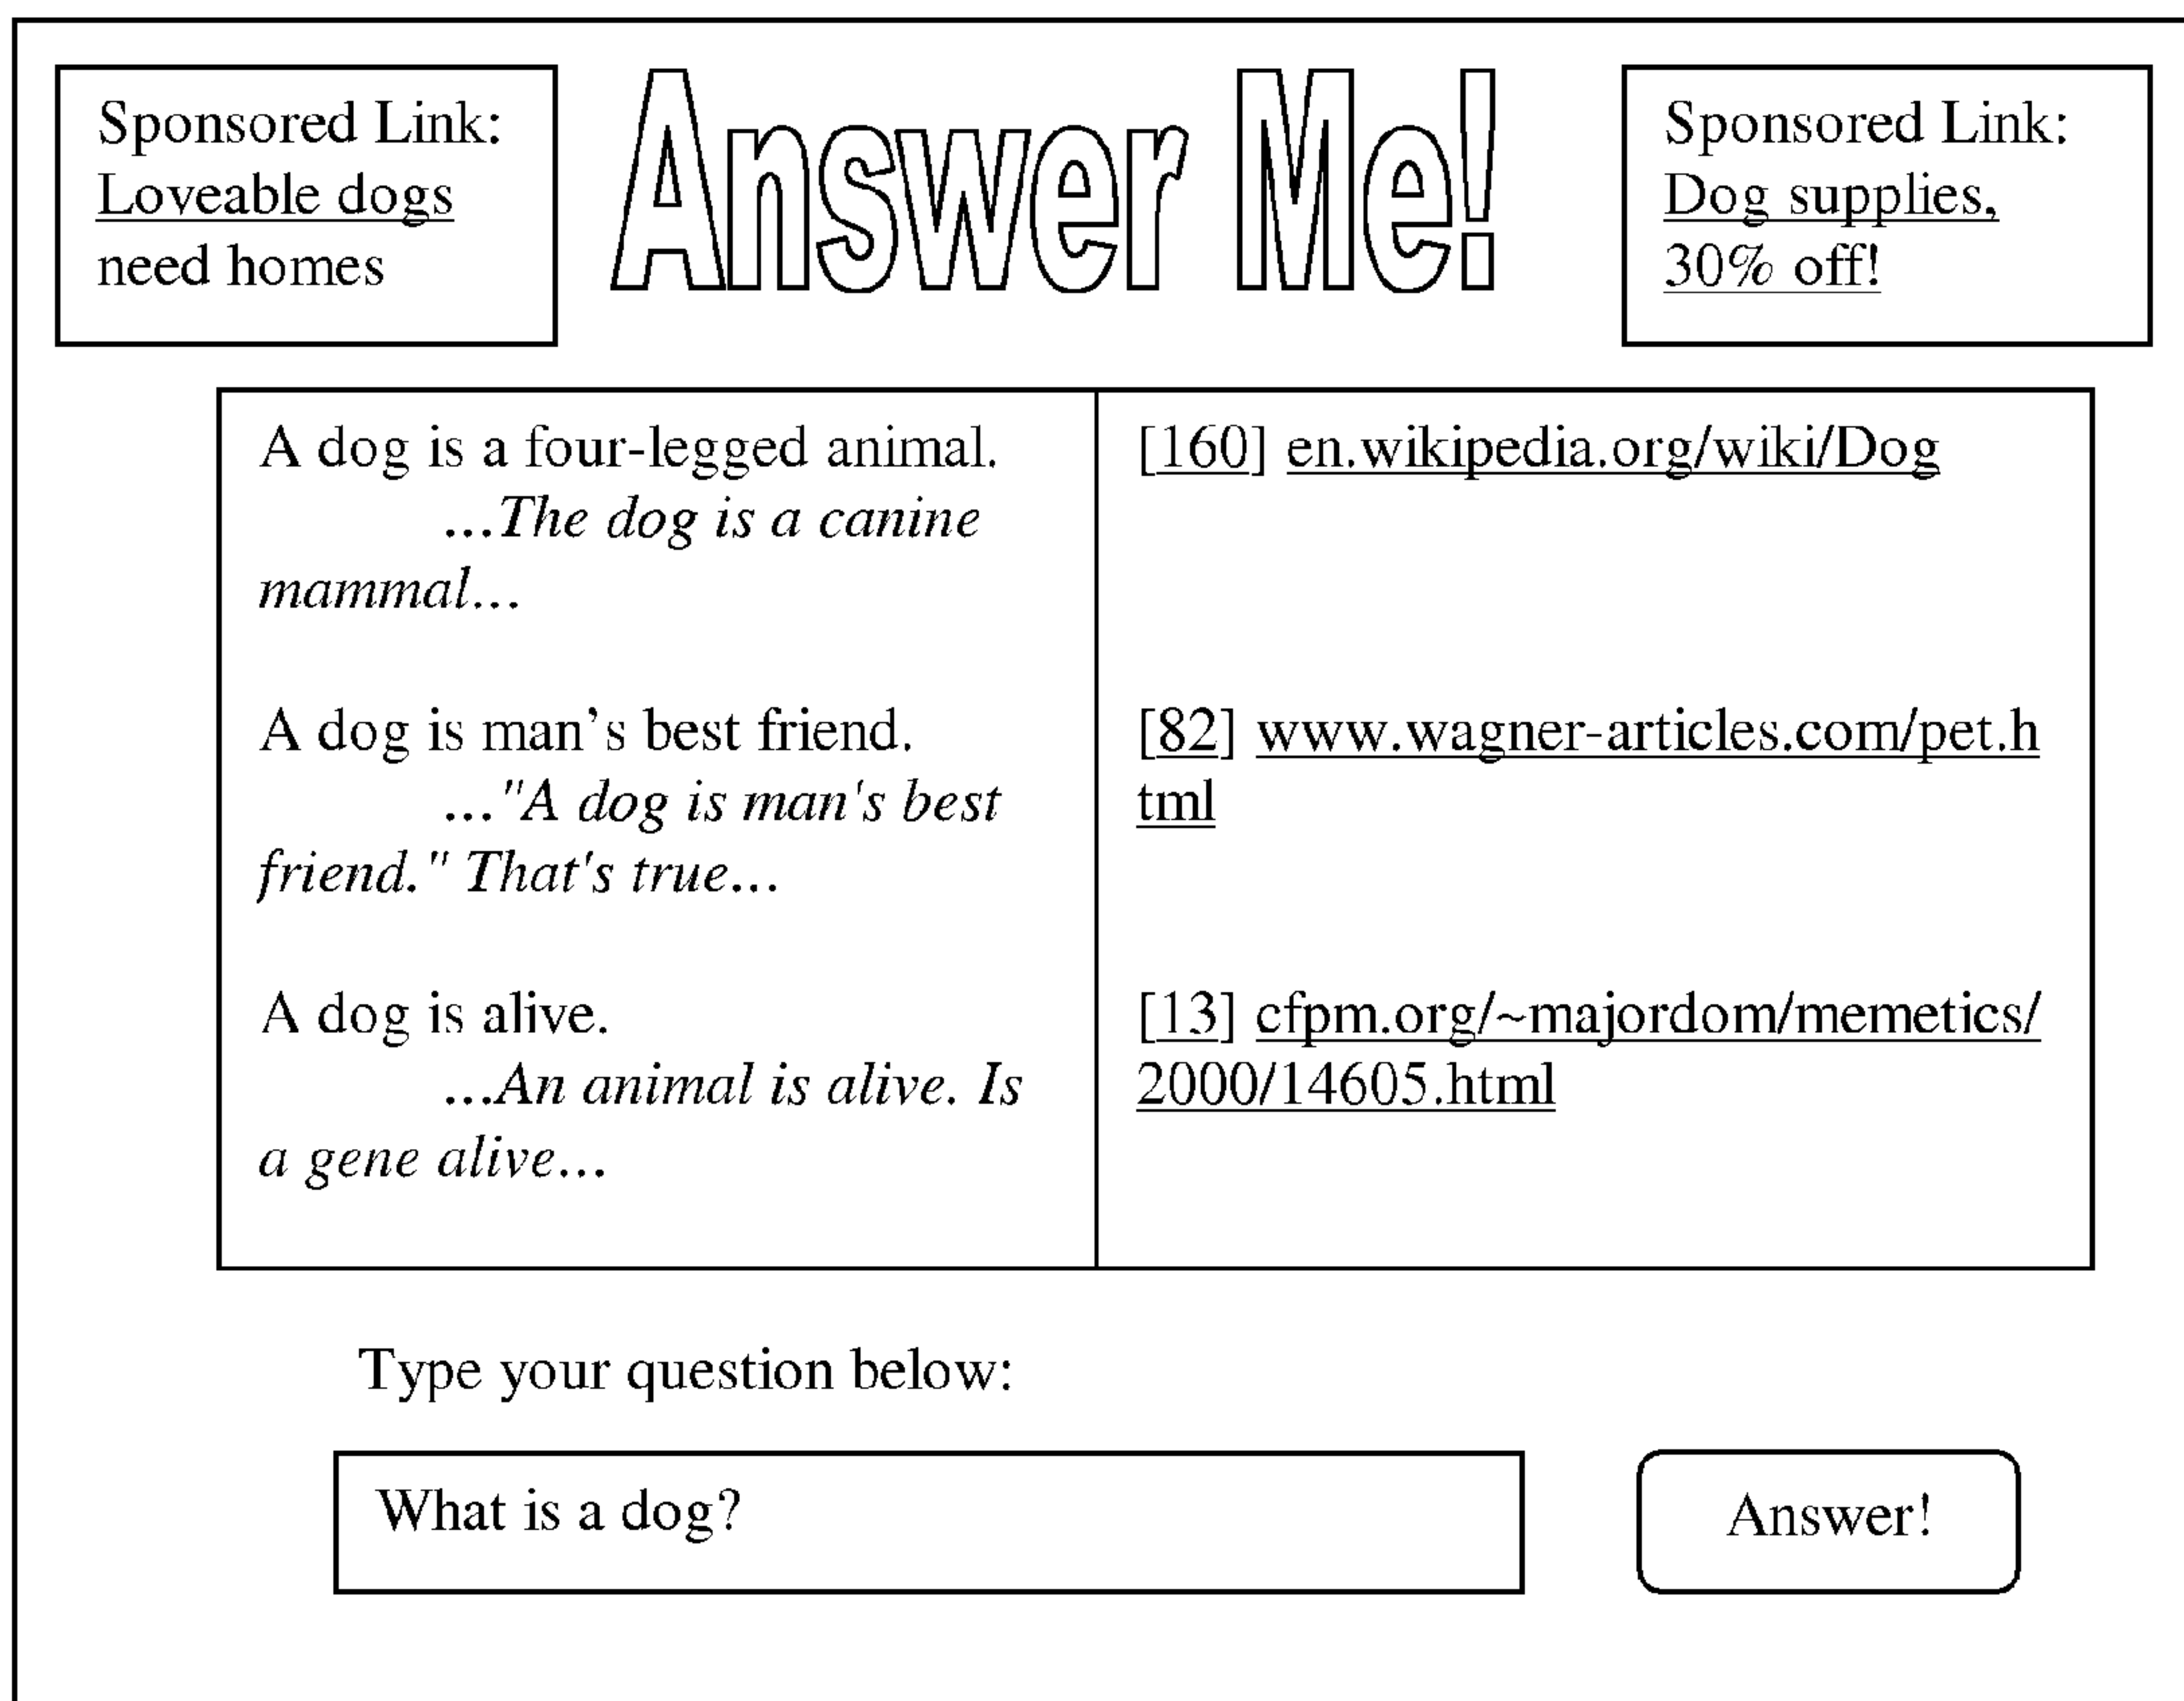 Sponsored Link:
Loveable dogs
need homes
Answer Me!
Sponsored Link:
Dog supplies,
30% off!
A dog is a four-legged animal.
...The dog is a canine
mammal...
[160] en.wikipedia.org/wiki/Dog
A dog is man’s best friend.
..."A dog is man's best
friend." That's true...
[82] www.wagner-articles.com/pet.h
tml
A dog is alive.
...An animal is alive. Is
a gene alive...
[13] cfpm.org/~majordom/memetics/
2000/14605.html
Type your question below:
What is a dog?
Answer!